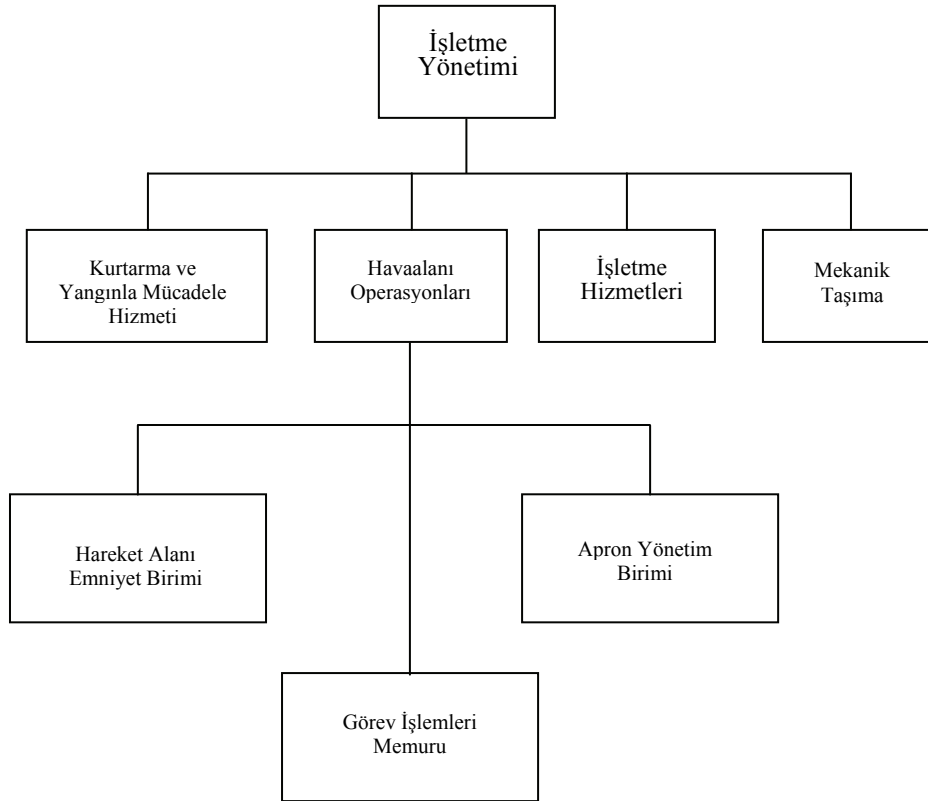 İşletme
Yönetimi
Kurtarma ve
Yangınla Mücadele
Hizmeti
Havaalanı
Operasyonları
İşletme
Hizmetleri
Mekanik
Taşıma
Hareket Alanı
Emniyet Birimi
Apron Yönetim
Birimi
Görev İşlemleri
Memuru